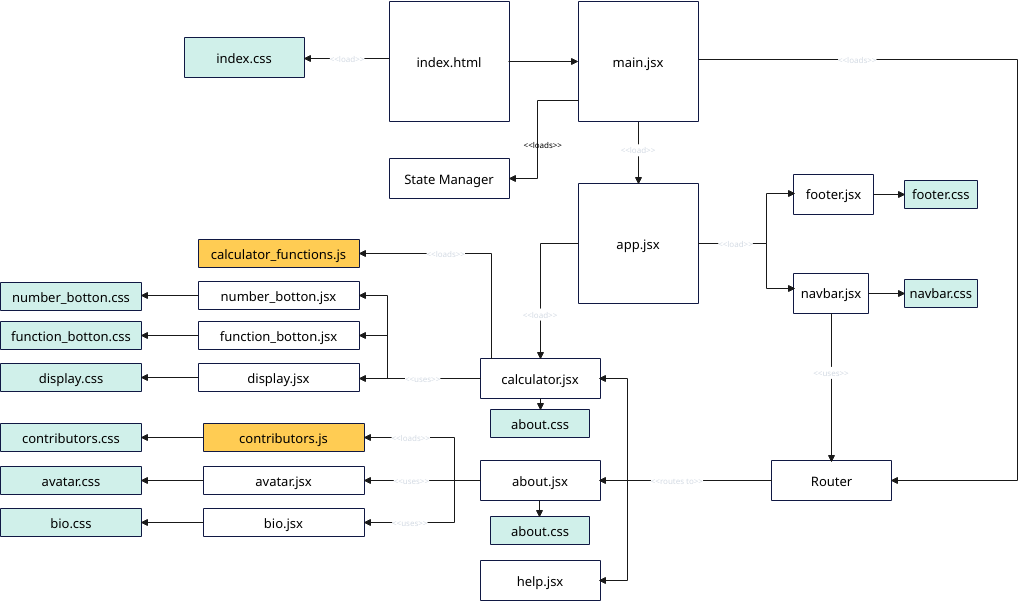 index.css
<<load>>
index.html
main.jsx
<<loads>>
<<loads>>
<<load>>
State Manager
footer.jsx
footer.css
app.jsx
<<load>>
calculator_functions.js
<<loads>>
navbar.jsx
navbar.css
number_botton.css
number_botton.jsx
<<load>>
function_botton.css
function_botton.jsx
display.css
display.jsx
<<uses>>
calculator.jsx
<<uses>>
about.css
contributors.css
contributors.js
<<loads>>
avatar.css
avatar.jsx
<<uses>>
about.jsx
<<routes to>>
Router
bio.css
bio.jsx
<<uses>>
about.css
help.jsx